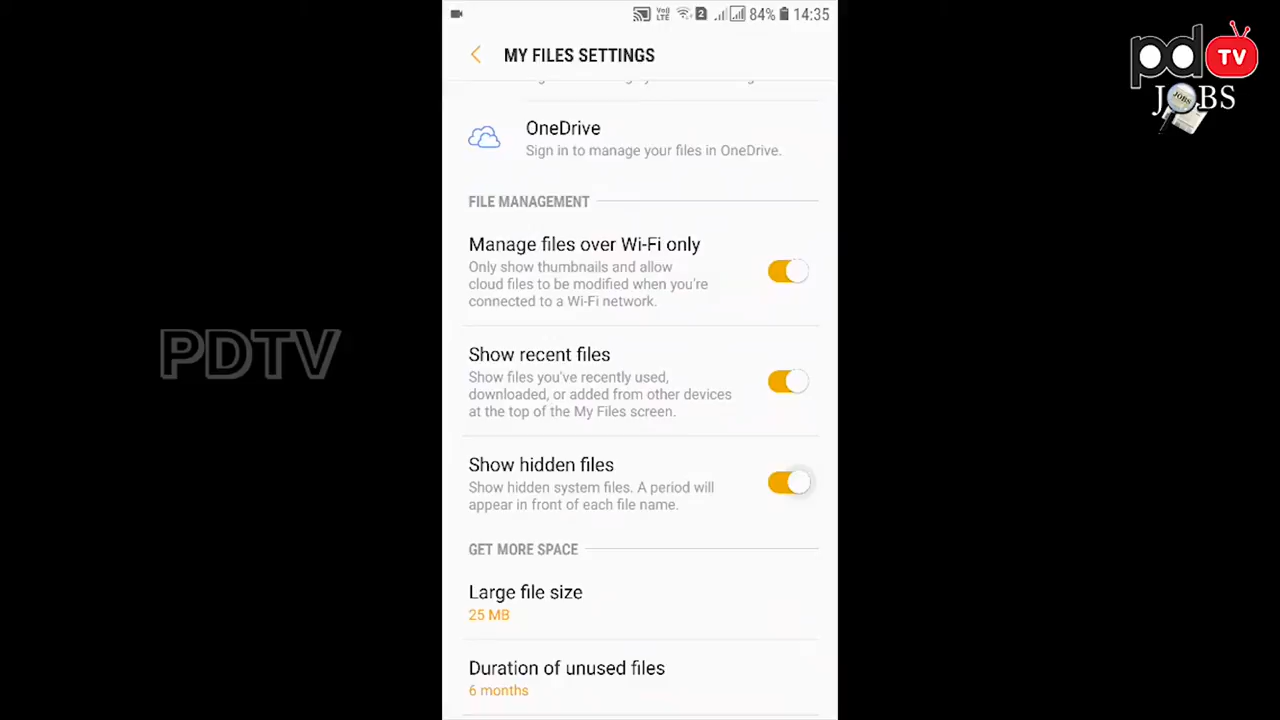 VoJ LTE 2 84% 14:35
MY FILES SETTINGS
OneDrive
Sign in to manage your files in OneDrive.
FILE MANAGEMENT
Manage files over Wi-Fi only
Only show thumbnails and allow
cloud files to be modified when you're
connected to a Wi-Fi network.
Show recent files
Show files you've recently used,
downloaded, or added from other devices
at the top of the My Files screen.
Show hidden files
Show hidden system files. A period will
appear in front of each file name.
GET MORE SPACE
Large file size
25 MB
Duration of unused files
6 months
PDTV
pd TV
JOBS
JOBS